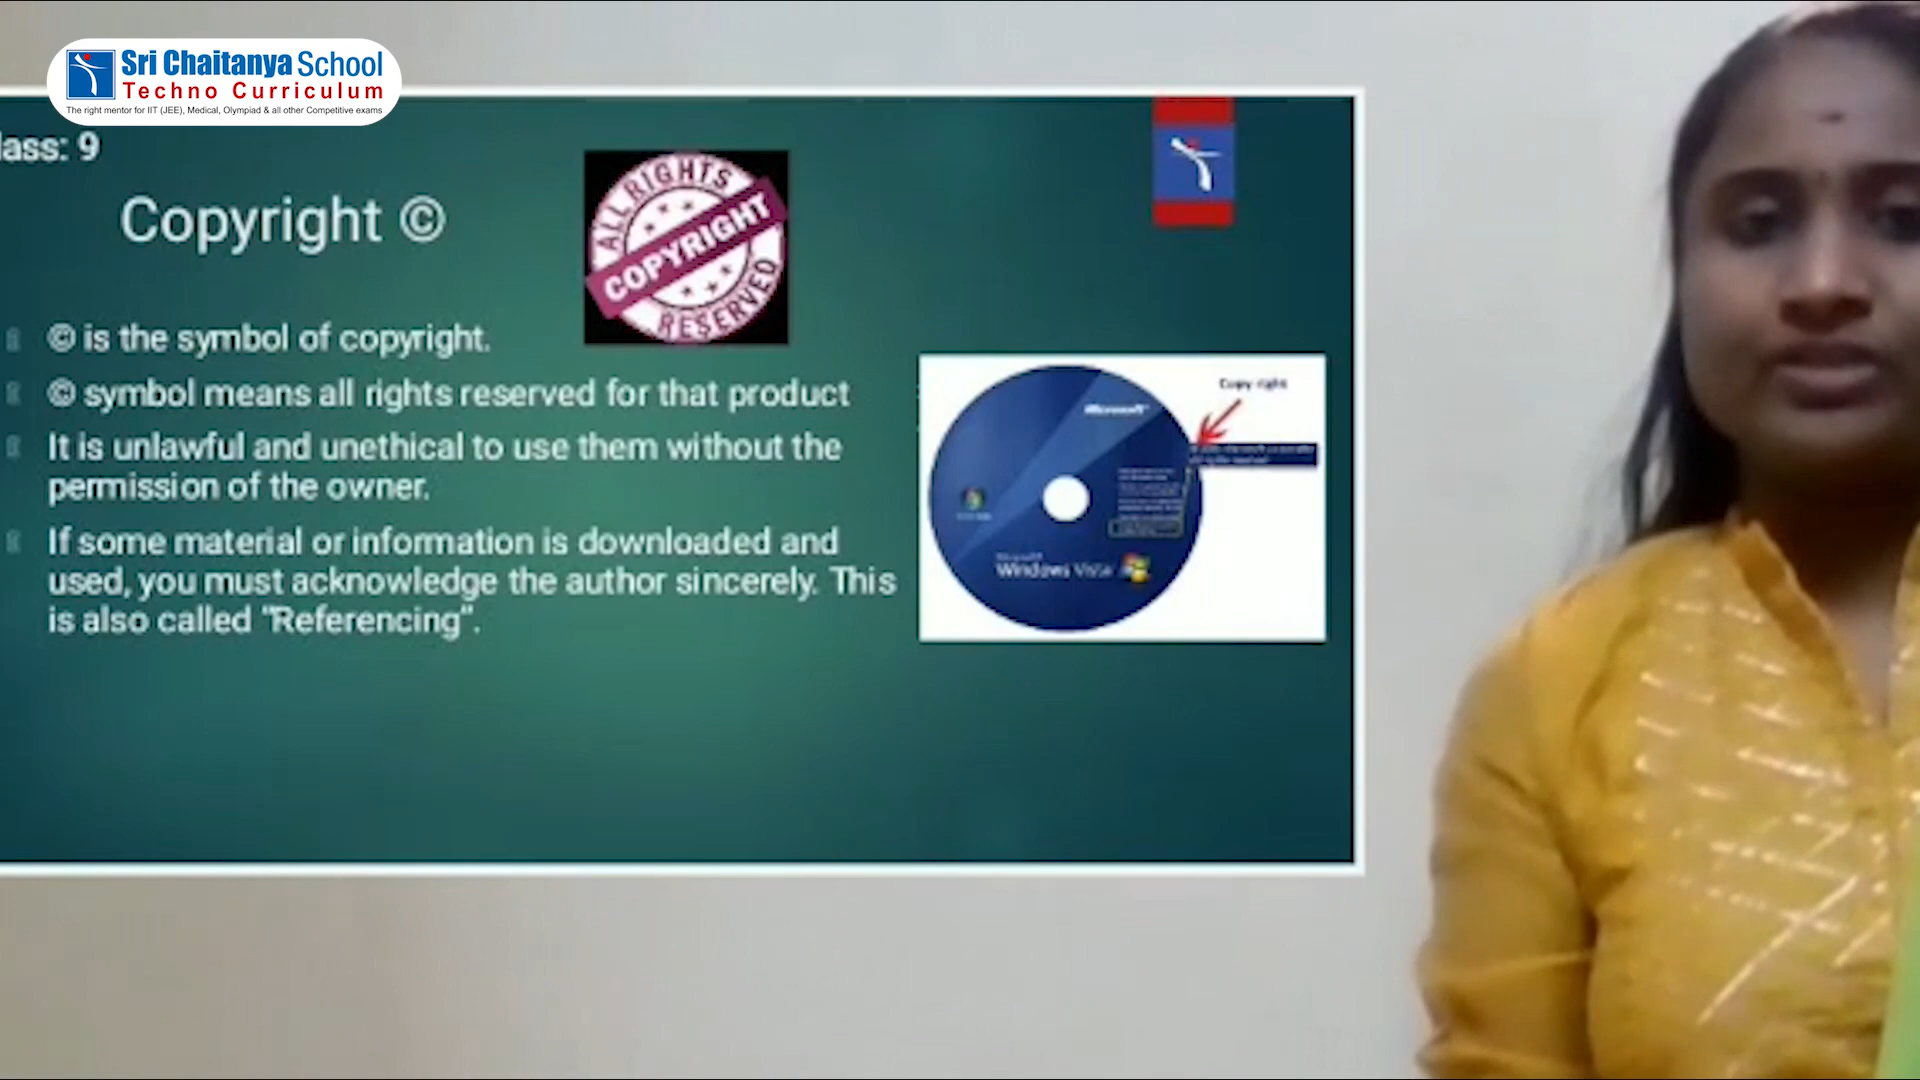 Sri Chaitanya School
Techno Curriculum
The right mentor for IIT (JEE), Medical, Olympiad & all other Competitive exams
lass: 9
Copyright ©
ALL RIGHTS
COPYRIGHT
RESERVED
© is the symbol of copyright.
© symbol means all rights reserved for that product
It is unlawful and unethical to use them without the
permission of the owner.
If some material or information is downloaded and
used, you must acknowledge the author sincerely. This
is also called "Referencing".
Copy right
Microsoft
Windows Vista